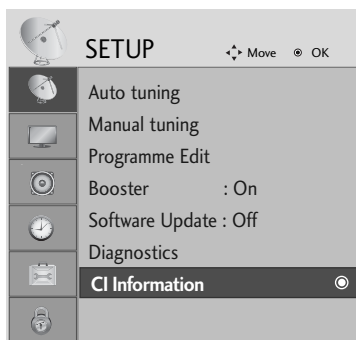 SETUP Move OK
Auto tuning
Manual tuning
Programme Edit
Booster : On
Software Update : Off
Diagnostics
CI Information